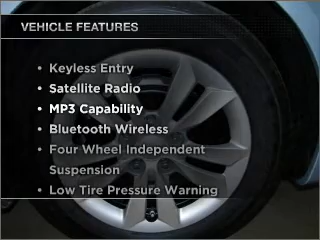 VEHICLE FEATURES
• Keyless Entry
• Satellite Radio
• MP3 Capability
• Bluetooth Wireless
• Four Wheel Independent
Suspension
• Low Tire Pressure Warning